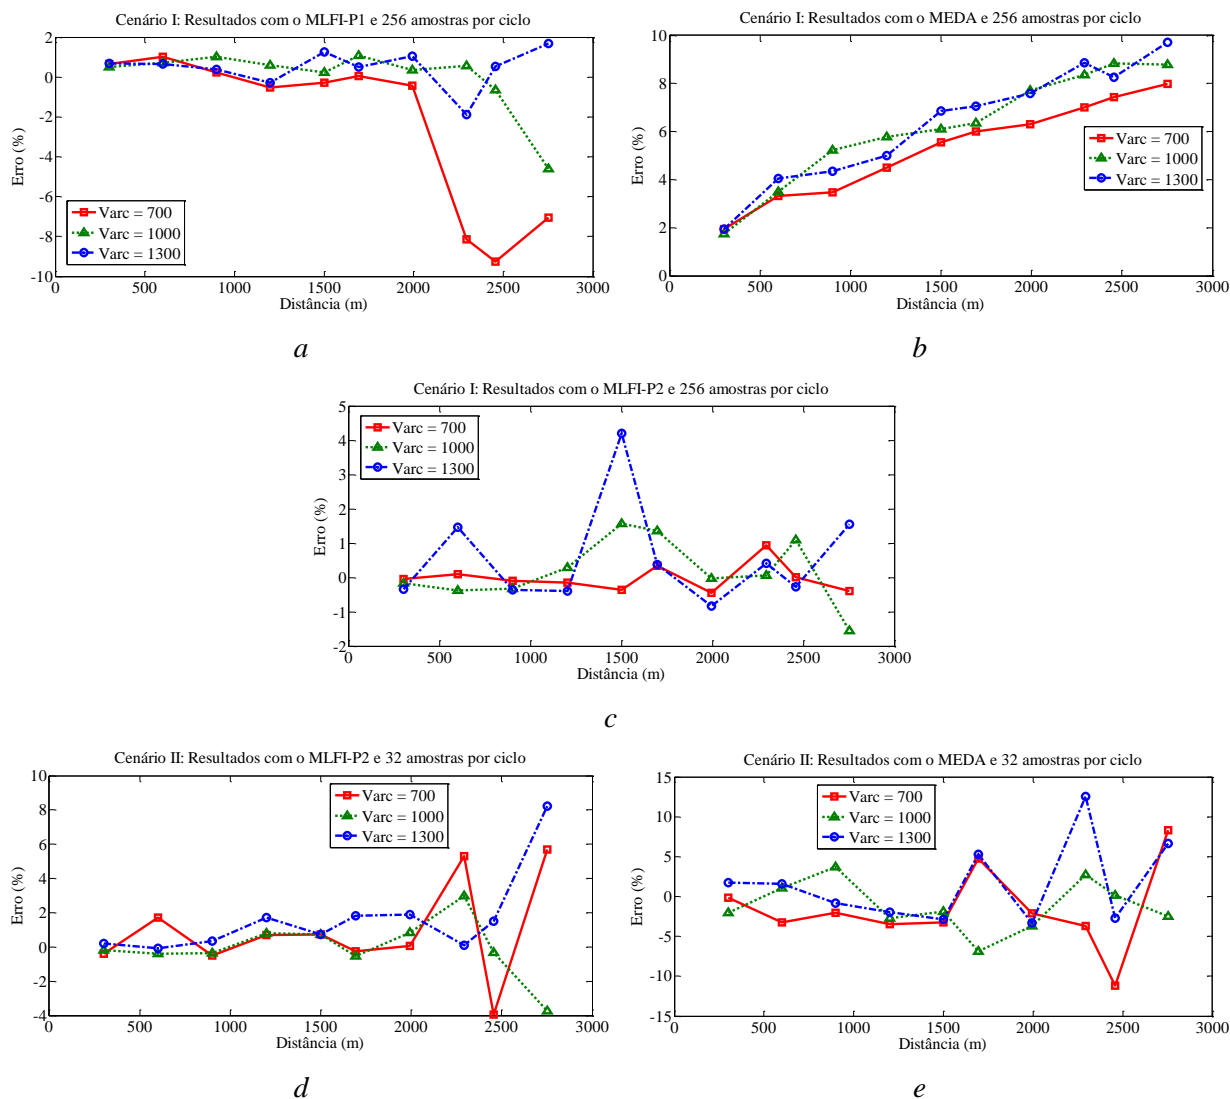 Cenário I: Resultados com o MLFI-P1 e 256 amostras por ciclo
Erro (%)
2
0
-2
-4
-6
-8
-10
Varc = 700
Varc = 1000
Varc = 1300
0 500 1000 1500 2000 2500 3000
Distância (m)
a
Cenário I: Resultados com o MEDA e 256 amostras por ciclo
Erro (%)
10
8
6
4
2
0
Varc = 700
Varc = 1000
Varc = 1300
0 500 1000 1500 2000 2500 3000
Distância (m)
b
Cenário I: Resultados com o MLFI-P2 e 256 amostras por ciclo
Erro (%)
5
4
3
2
1
0
-1
-2
Varc = 700
Varc = 1000
Varc = 1300
0 500 1000 1500 2000 2500 3000
Distância (m)
c
Cenário II: Resultados com o MLFI-P2 e 32 amostras por ciclo
Erro (%)
10
8
6
4
2
0
-2
-4
Varc = 700
Varc = 1000
Varc = 1300
0 500 1000 1500 2000 2500 3000
Distância (m)
d
Cenário II: Resultados com o MEDA e 32 amostras por ciclo
Erro (%)
15
10
5
0
-5
-10
-15
Varc = 700
Varc = 1000
Varc = 1300
0 500 1000 1500 2000 2500 3000
Distância (m)
e